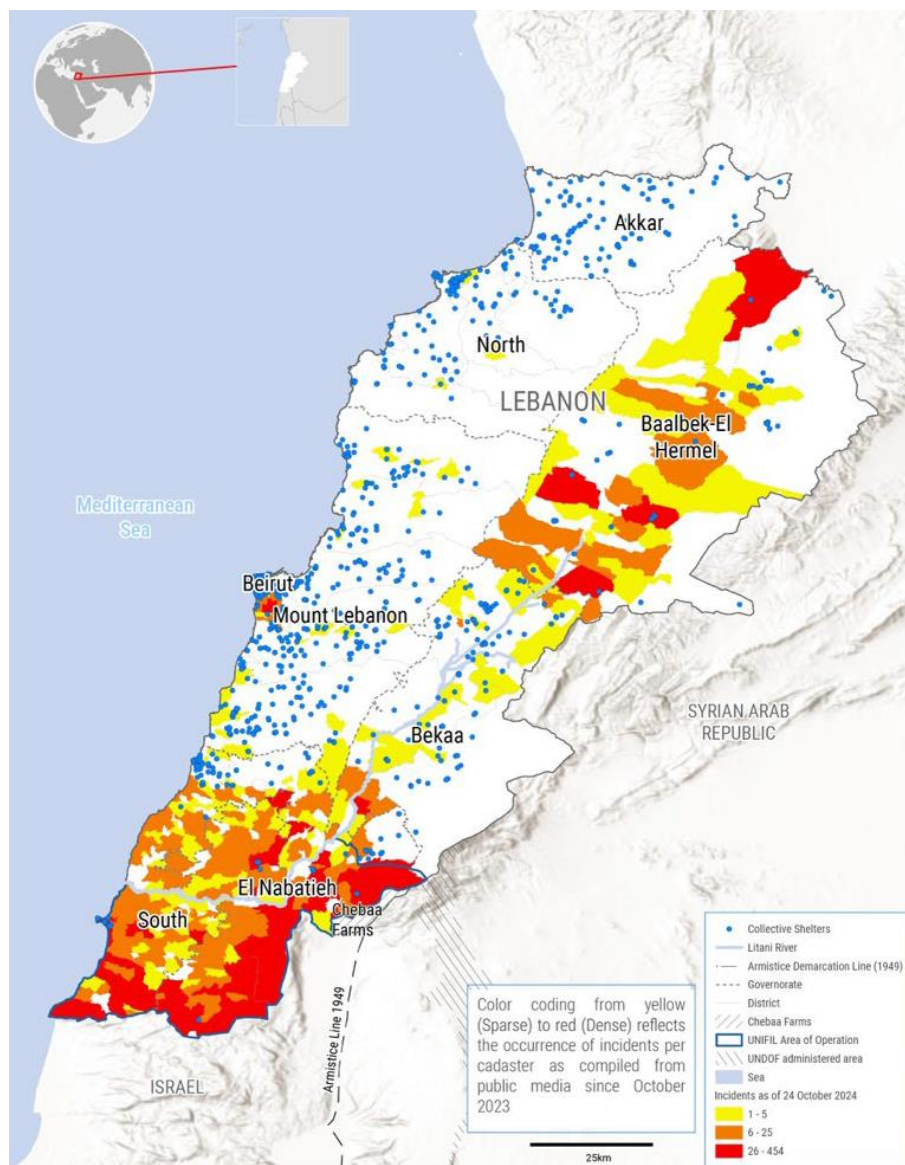 Akkar
North
LEBANON
Baalbek-El
Hermel
Mediterranean
Sea
Beirut
Mount Lebanon
SYRIAN ARAB
REPUBLIC
Bekaa
El Nabatieh
South
Chebaa
Farms
ISRAEL
Armistice Line 1949
Color coding from yellow
(Sparse) to red (Dense) reflects
the occurrence of incidents per
cadaster as compiled from
public media since October
2023
25km
Collective Shelters
Litani River
Armistice Demarcation Line (1949)
Governorate
District
Chebaa Farms
UNIFIL Area of Operation
UNDOF administered area
Sea
Incidents as of 24 October 2024
1 - 5
6 - 25
26 - 454